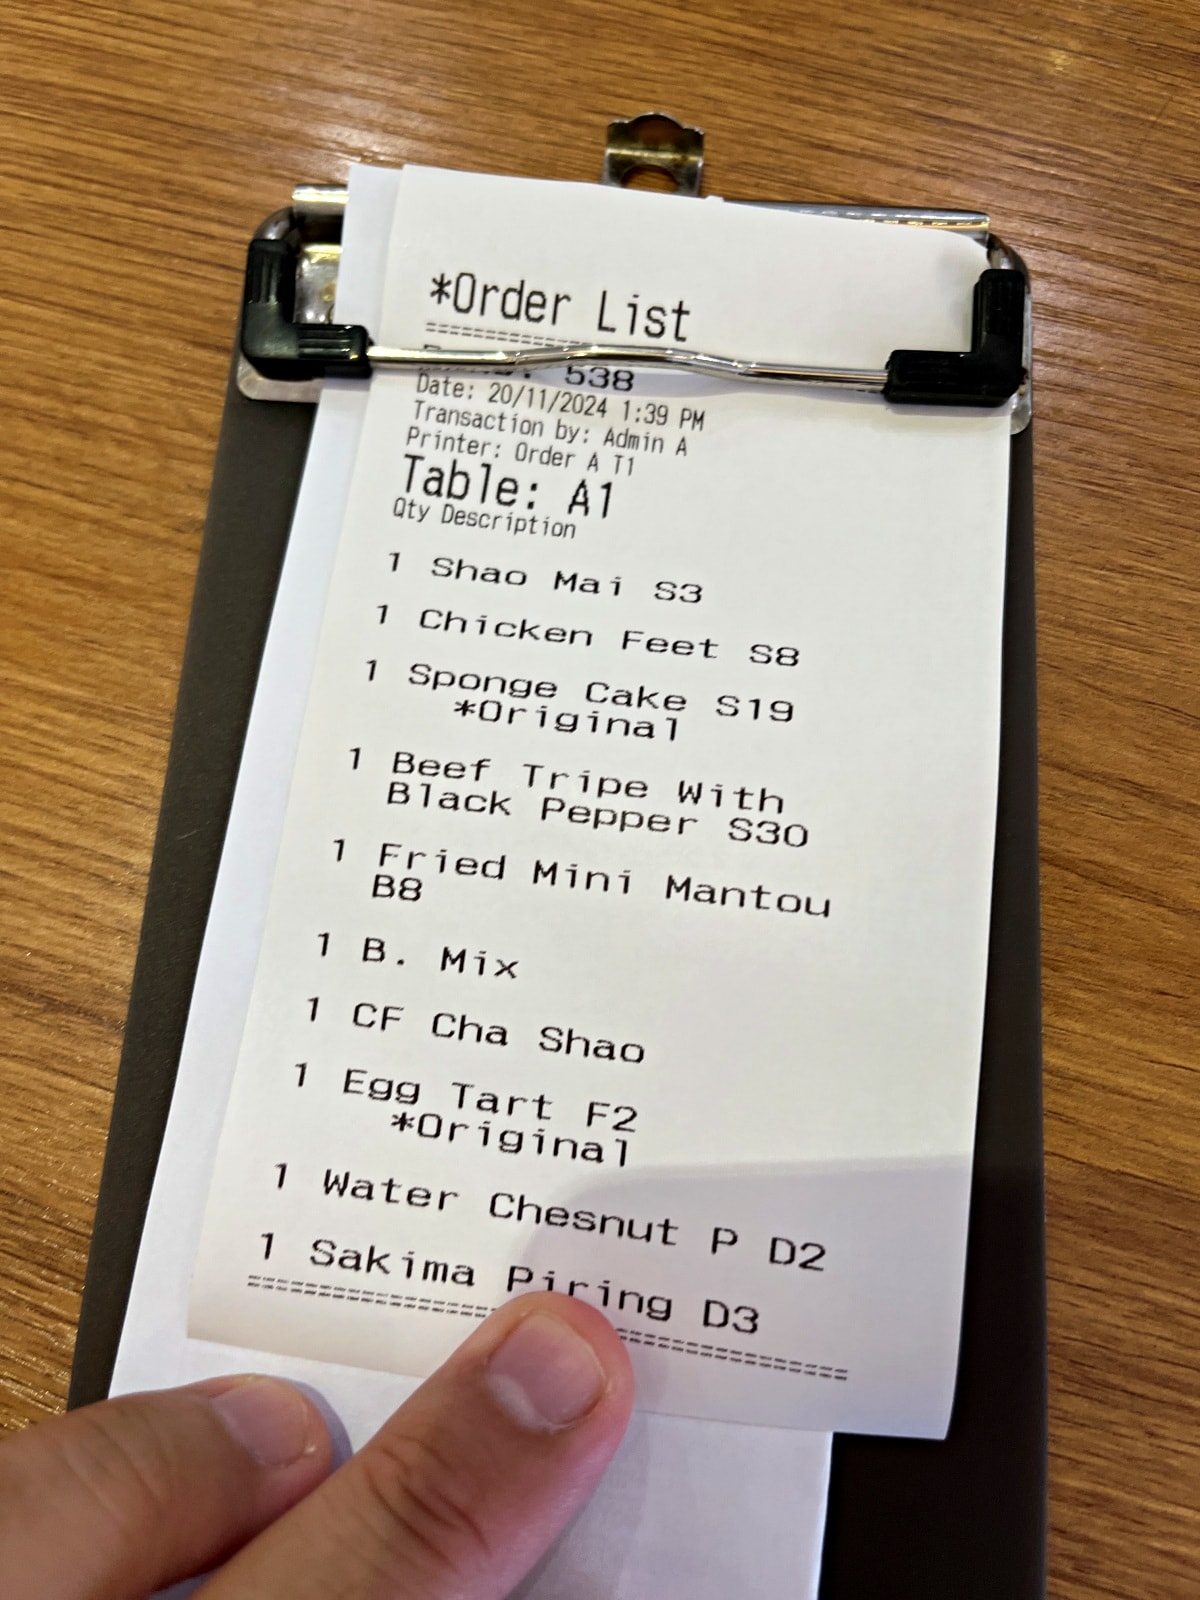 *Order List
538
Date: 20/11/2024 1:39 PM
Transaction by: Admin A
Printer: Order A T1
Table: A1
Qty Description
1 Shao Mai S3
1 Chicken Feet S8
1 Sponge Cake S19
*Original
1 Beef Tripe With
Black Pepper S30
1 Fried Mini Mantou
B8
1 B. Mix
1 CF Cha Shao
1 Egg Tart F2
*Original
1 Water Chesnut P D2
1 Sakima Piring D3